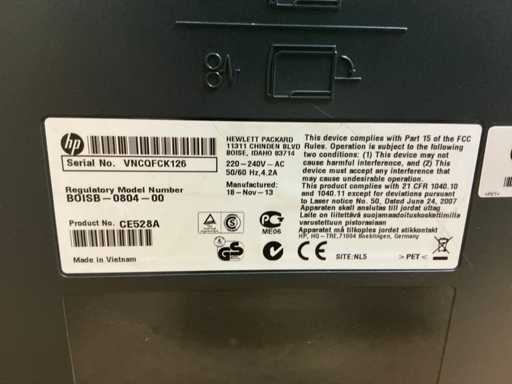 hp
Serial No. VNCQFCK126
Regulatory Model Number
BOISB-0804-00
Product No. CE528A
Made in Vietnam
HEWLETT PACKARD
11311 CHINDEN BLVD
BOISE, IDAHO 83714
220-240V~AC
50/60 Hz,4.2A
Manufactured:
18-Nov-13
ME06
GS
CE
This device complies with Part 15 of the FCC
Rules. Operation is subject to the following
two conditions: (1) This device may not
cause harmful interference, and (2) This
device must accept any interference that
may cause undesired operation.
Complies with requirements of 21 CFR 1040.10
and 1040.11 except for deviations pursuant to
Laser notice No. 50, Dated June 24, 2007
Apparaten skal anslutas till jordat uttag
Laite on liitettävä suojamaadoituskoskettimilla
varustettuun pistorasiaan
Apparatet må tilkoples jordet stikkontakt
HP, HQ-TRE,71004 Boeblingen, Germany
SITE:NL5
>PET<